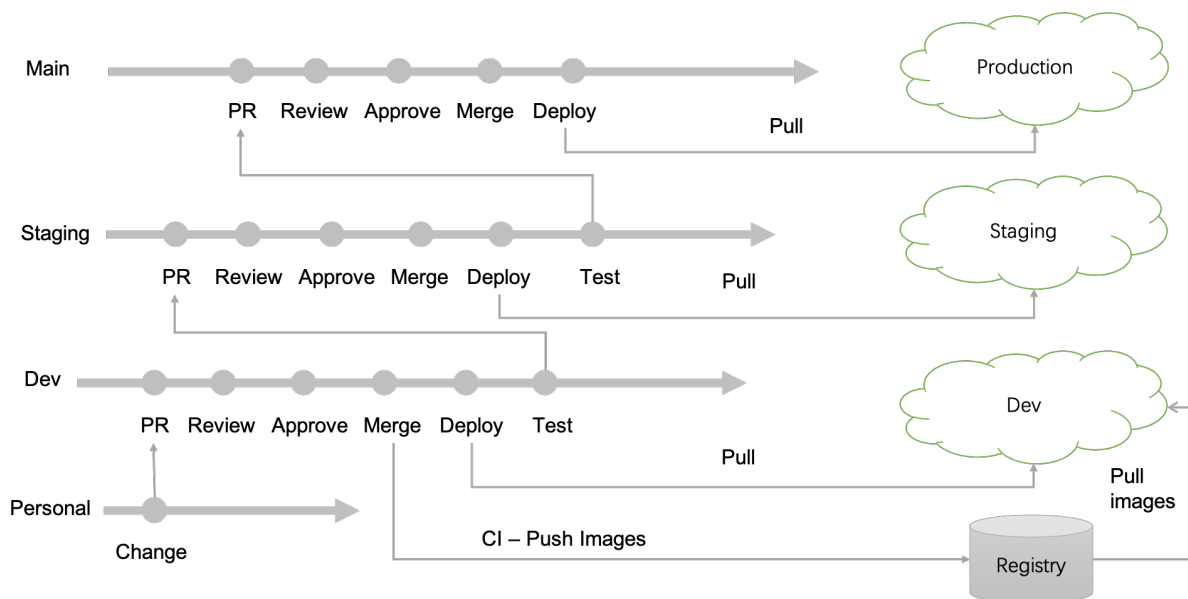 Main
Production
PR Review Approve Merge Deploy
Pull
Staging
Staging
PR Review Approve Merge Deploy Test
Pull
Dev
Dev
PR Review Approve Merge Deploy Test
Pull
Pull
images
Personal
Change
CI – Push Images
Registry